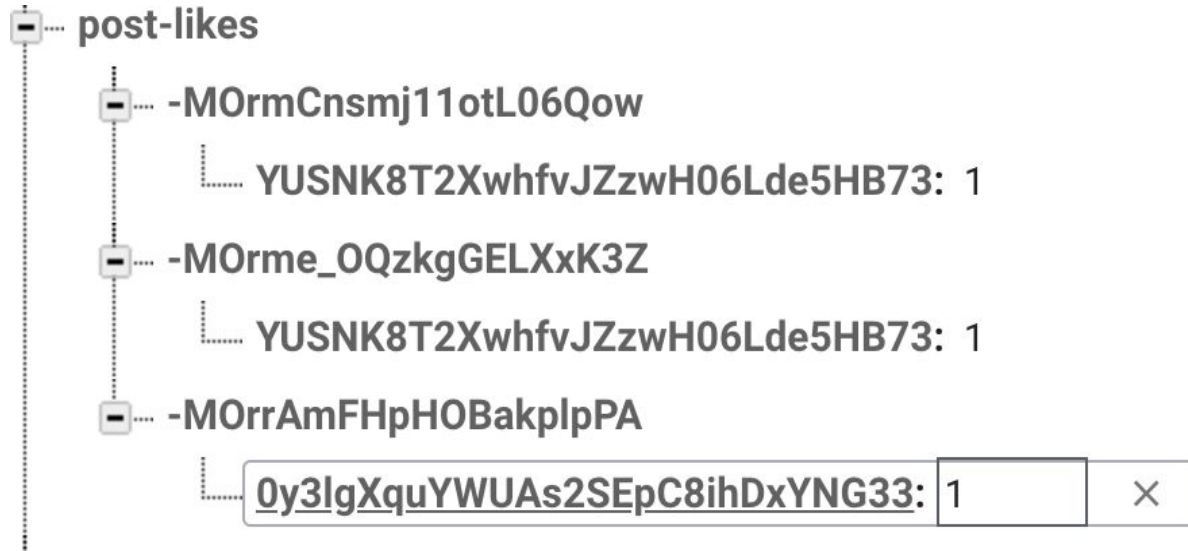 post-likes
-MOrmCnsmj11otL06Qow
YUSNK8T2XwhfvJZzwH06Lde5HB73: 1
-MOrme_OQzkgGELXxK3Z
YUSNK8T2XwhfvJZzwH06Lde5HB73: 1
-MOrrAmFHpHOBakplpPA
0y3lgXquYWUAs2SEpC8ihDxYNG33: 1